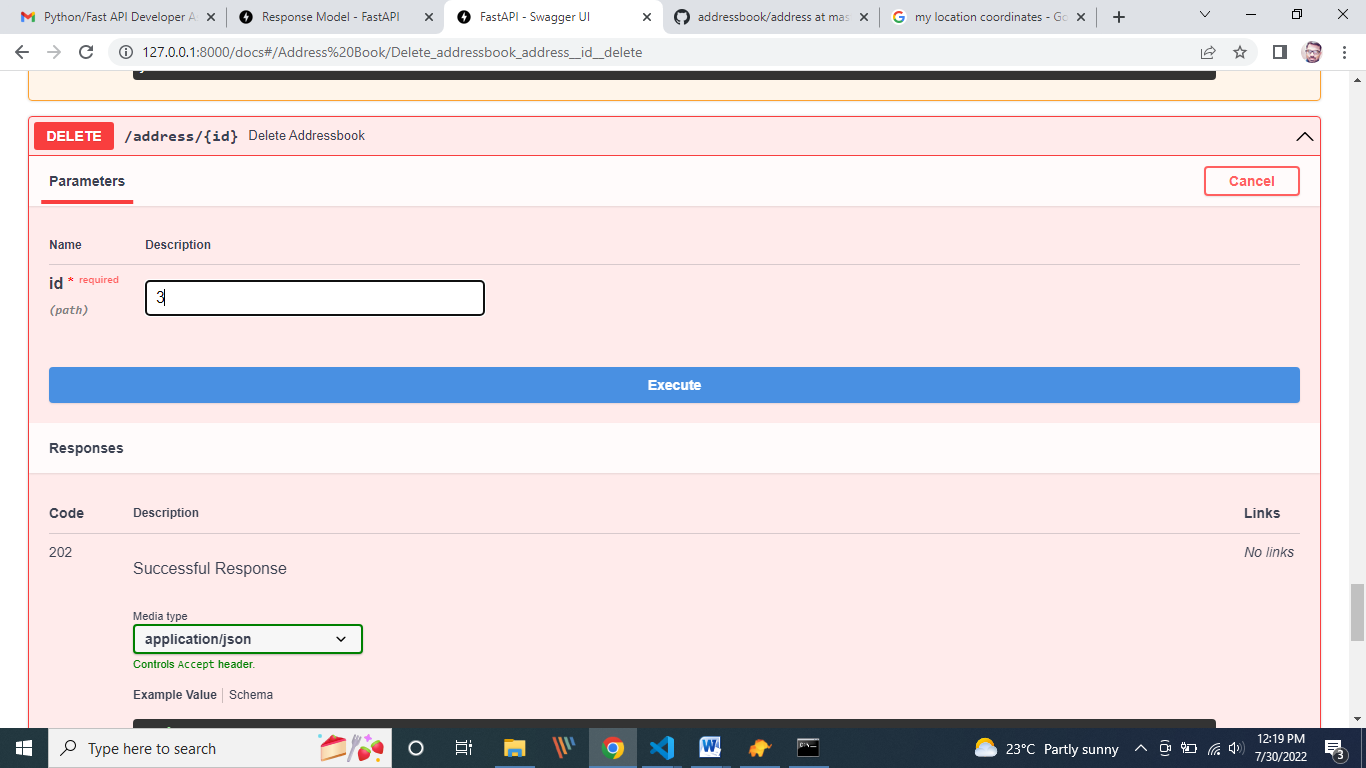 Python/Fast API Developer A
Response Model - FastAPI
FastAPI - Swagger UI
addressbook/address at mas
my location coordinates - Go
127.0.0.1:8000/docs#/Address%20Book/Delete_addressbook_address__id__delete
DELETE /address/{id} Delete Addressbook
Parameters
Cancel
Name Description
id * required
(path)
3
Execute
Responses
Code Description Links
202
Successful Response
No links
Media type
application/json
Controls Accept header.
Example Value Schema
Type here to search
23°C Partly sunny
12:19 PM
7/30/2022
3